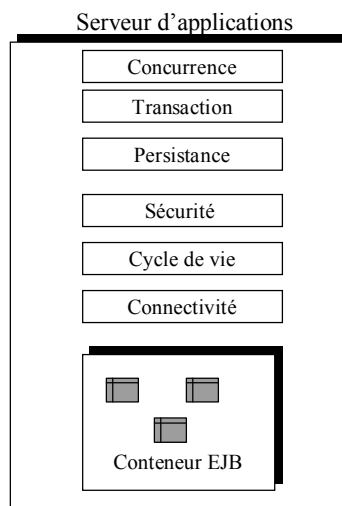 Serveur d’applications
Concurrence
Transaction
Persistance
Sécurité
Cycle de vie
Connectivité
Conteneur EJB